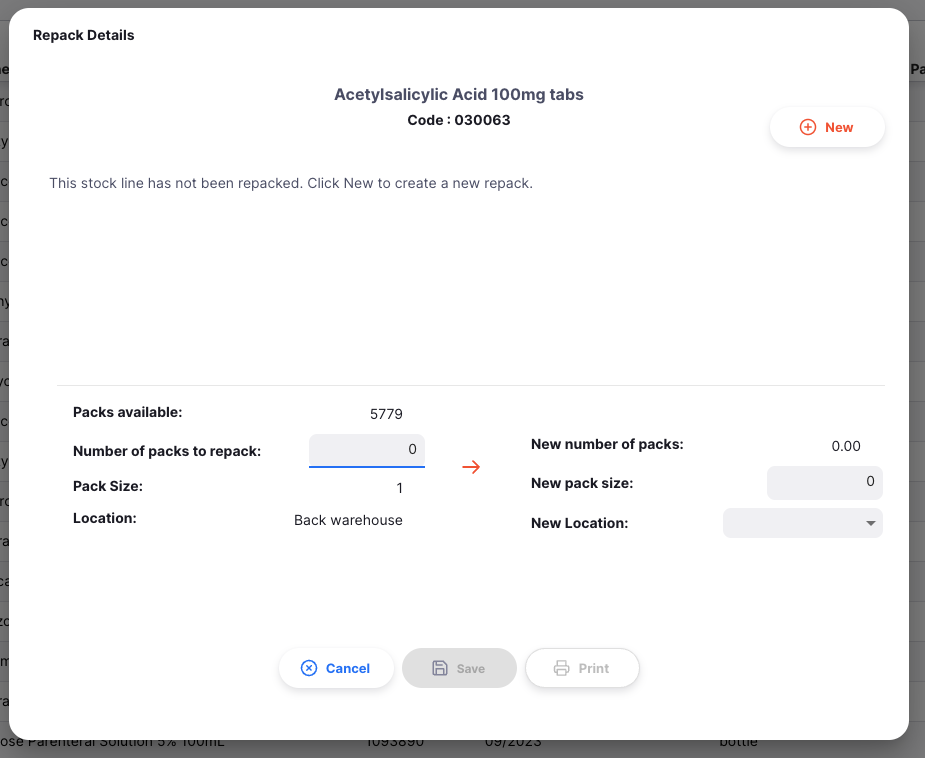 Repack Details
Acetylsalicylic Acid 100mg tabs
Code : 030063
New
This stock line has not been repacked. Click New to create a new repack.
Packs available: 5779
Number of packs to repack: 0
Pack Size: 1
Location: Back warehouse
New number of packs: 0.00
New pack size: 0
New Location:
Cancel Save Print
Parenteral Solution 5% 100mL 1093890 09/2023 bottle